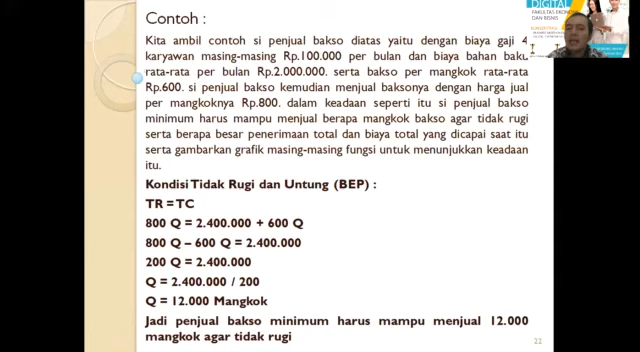 Contoh :
DIGITAL
FAKULTAS EKONOMI
DAN BISNIS
Kita ambil contoh si penjual bakso diatas yaitu dengan biaya gaji 4
karyawan masing-masing Rp.100.000 per bulan dan biaya bahan baku
rata-rata per bulan Rp.2.000.000. serta bakso per mangkok rata-rata
Rp.600. si penjual bakso kemudian menjual baksonya dengan harga jual
per mangkoknya Rp.800. dalam keadaan seperti itu si penjual bakso
minimum harus mampu menjual berapa mangkok bakso agar tidak rugi
serta berapa besar penerimaan total dan biaya total yang dicapai saat itu
serta gambarkan grafik masing-masing fungsi untuk menunjukkan keadaan
itu.
Kondisi Tidak Rugi dan Untung (BEP) :
TR = TC
800 Q = 2.400.000 + 600 Q
800 Q – 600 Q = 2.400.000
200 Q = 2.400.000
Q = 2.400.000 / 200
Q = 12.000 Mangkok
Jadi penjual bakso minimum harus mampu menjual 12.000
mangkok agar tidak rugi
22